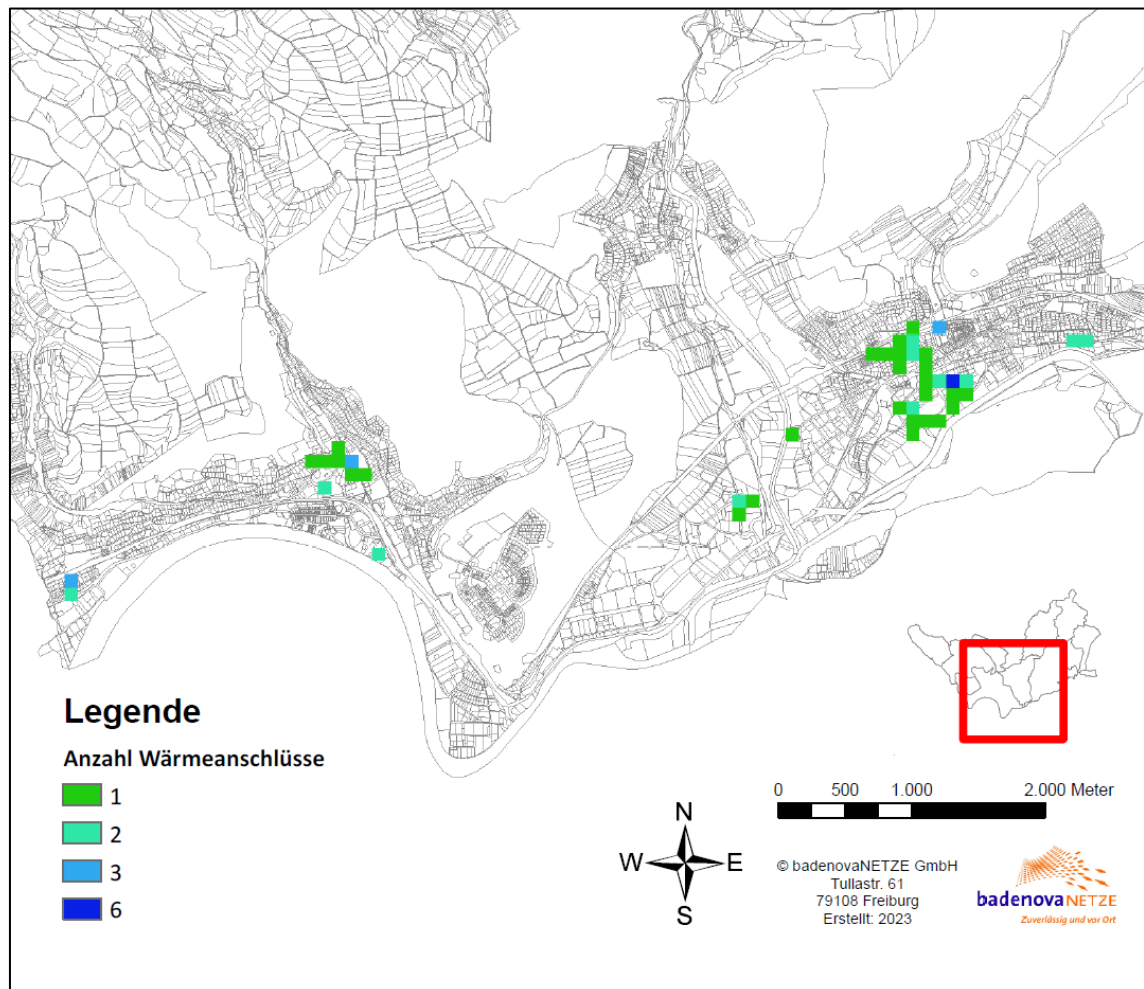 Legende
Anzahl Wärmeanschlüsse
1
2
3
6
N
W E
S
0 500 1.000 2.000 Meter
© badenovaNETZE GmbH
Tullastr. 61
79108 Freiburg
Erstellt: 2023
badenovaNETZE
Zuverlässig und vor Ort